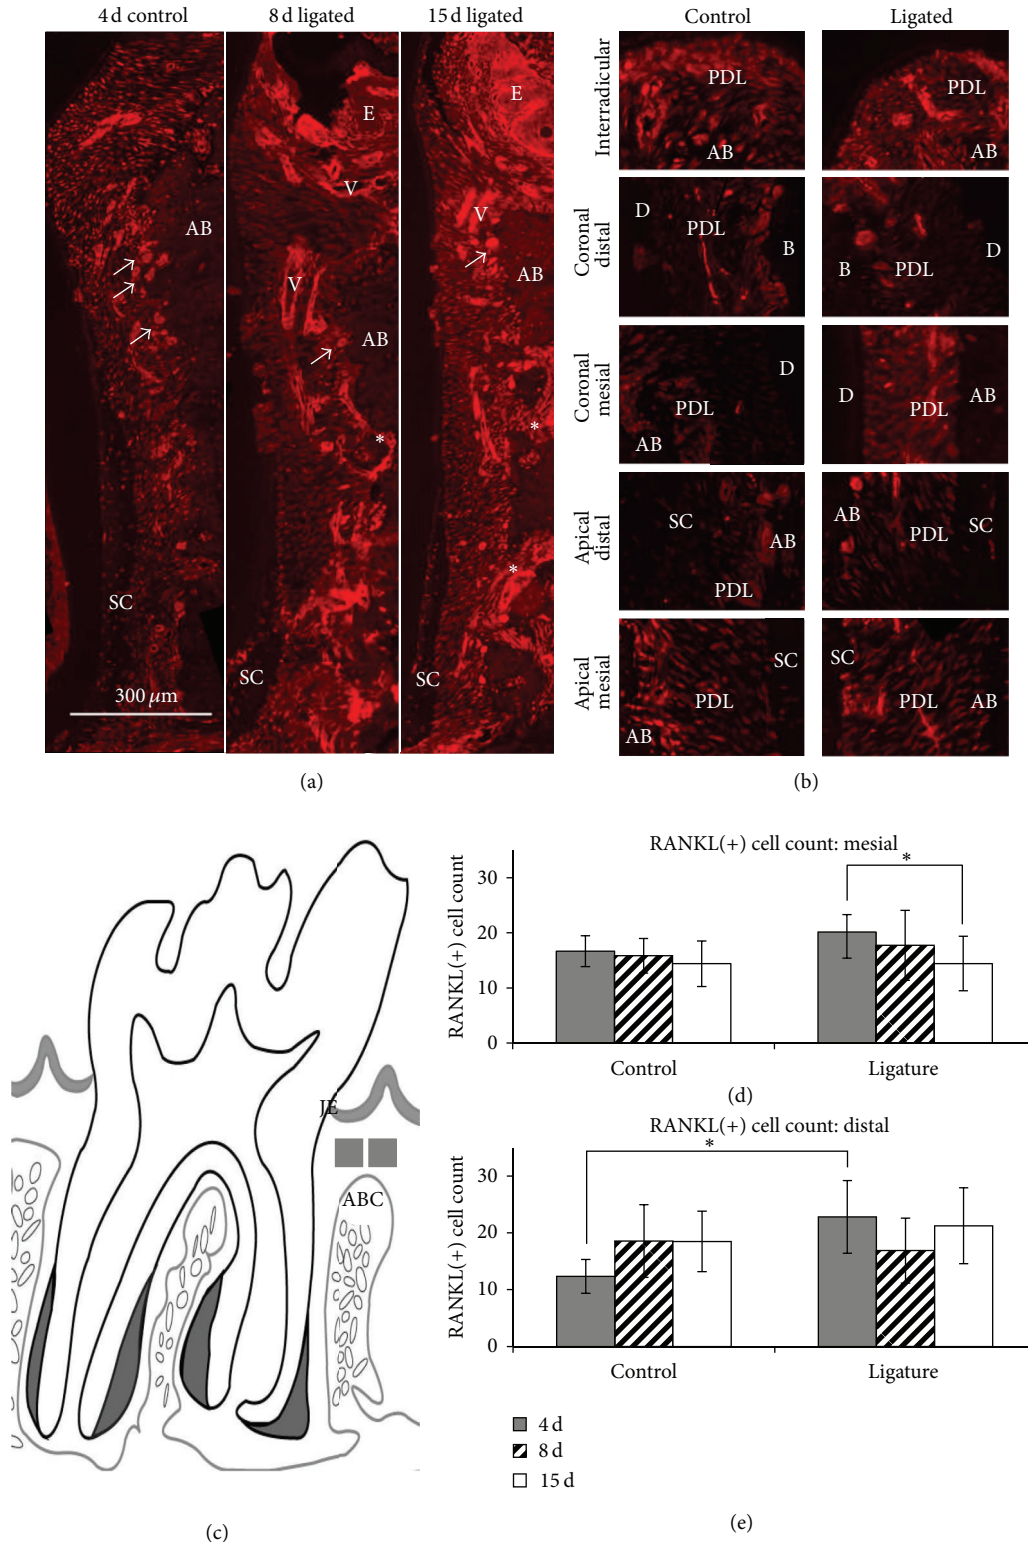 4 d control
8 d ligated
15 d ligated
E
V
AB
V
AB
SC
SC
300 μm
E
V
AB
*
*
*
SC
(a)
Control
Ligated
Interradicular
PDL
AB
PDL
AB
Coronal distal
D
PDL
B
B
PDL
D
Coronal mesial
D
PDL
AB
D
PDL
AB
Apical distal
SC
AB
PDL
AB
PDL
SC
Apical mesial
SC
PDL
AB
SC
PDL
AB
(b)
JE
ABC
(c)
RANKL(+) cell count: mesial
*
RANKL(+) cell count
30
20
10
0
Control
Ligature
(d)
RANKL(+) cell count: distal
*
RANKL(+) cell count
30
20
10
0
Control
Ligature
4 d
8 d
15 d
(e)